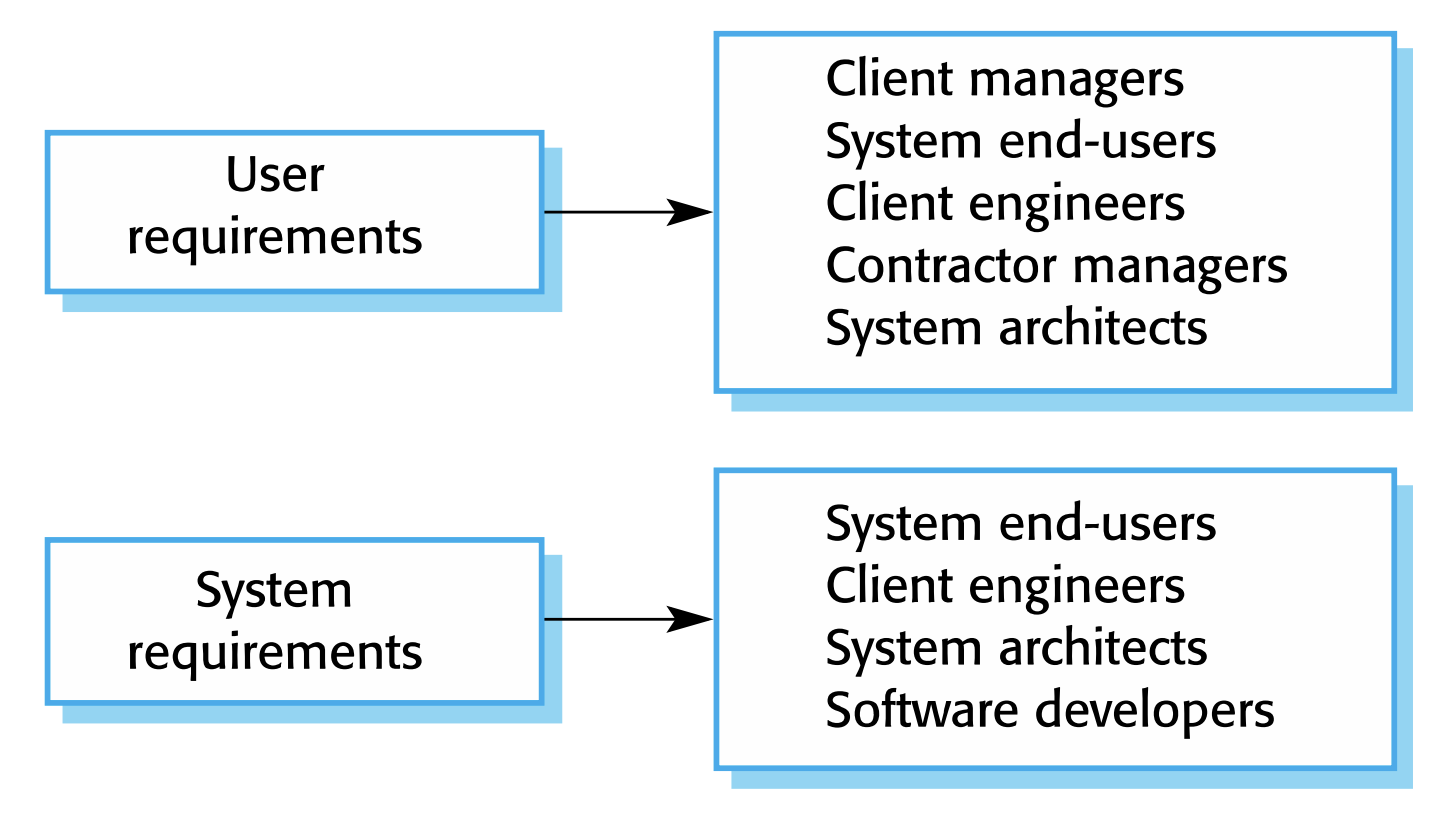 User
requirements
Client managers
System end-users
Client engineers
Contractor managers
System architects
System
requirements
System end-users
Client engineers
System architects
Software developers